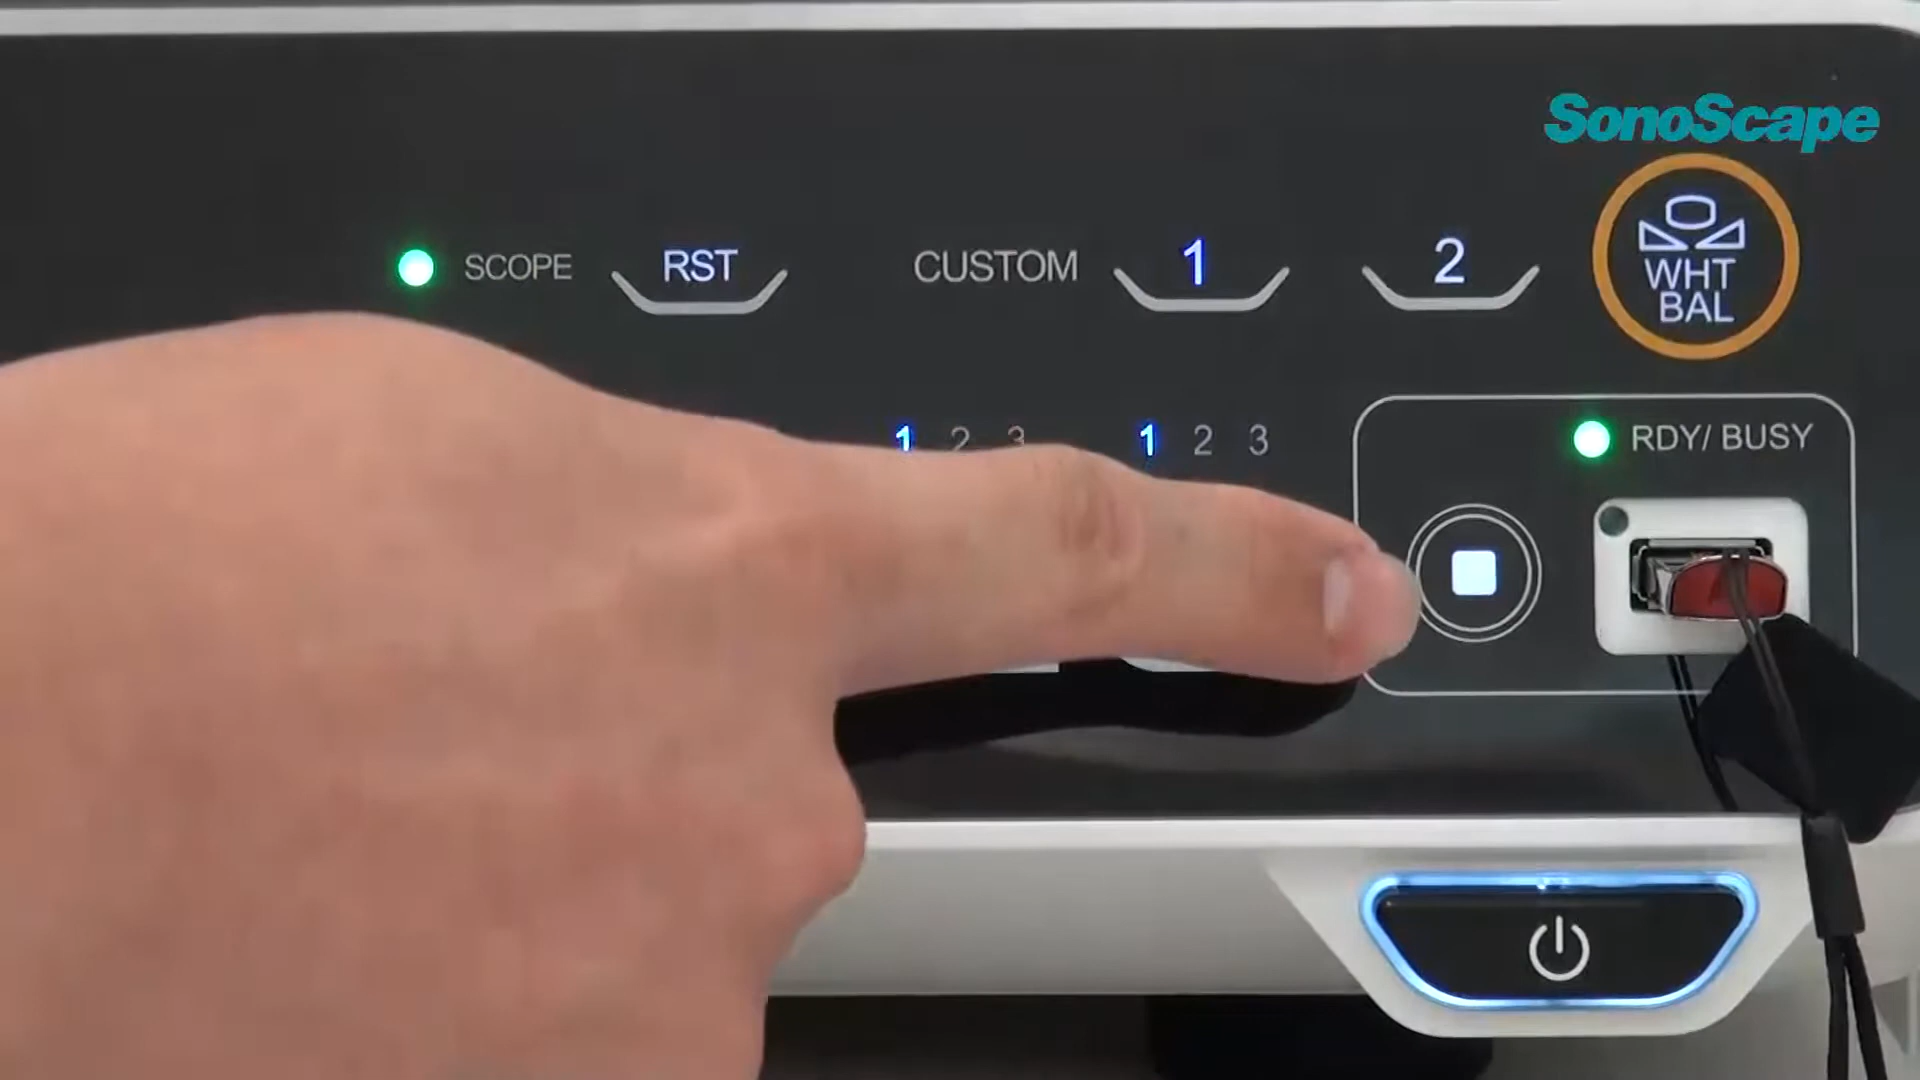 SonoScape
SCOPE RST CUSTOM 1 2
WHT
BAL
1 2 3 1 2 3 RDY/ BUSY